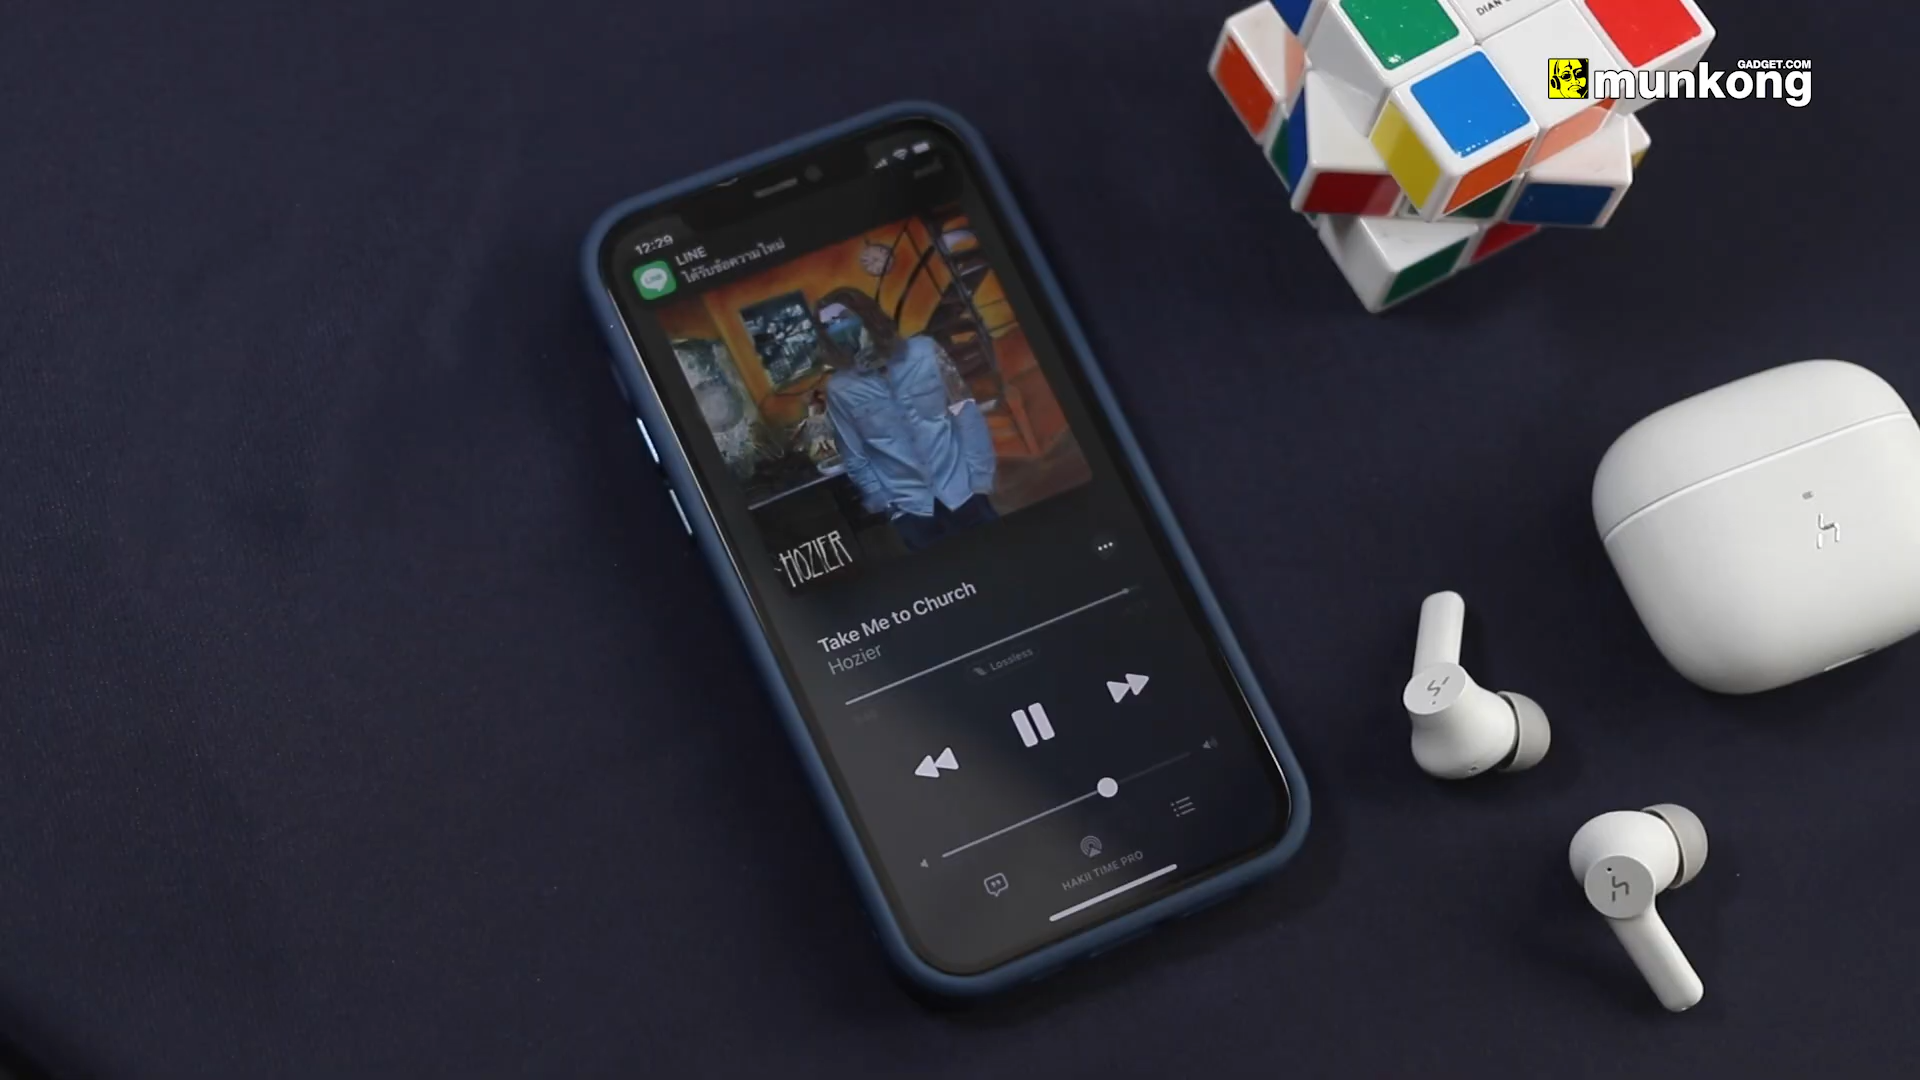 GADGET.COM
munkong
12:29
LINE
ได้รับข้อความใหม่
HOZIER
Take Me to Church
Hozier
Lossless
HAKII TIME PRO